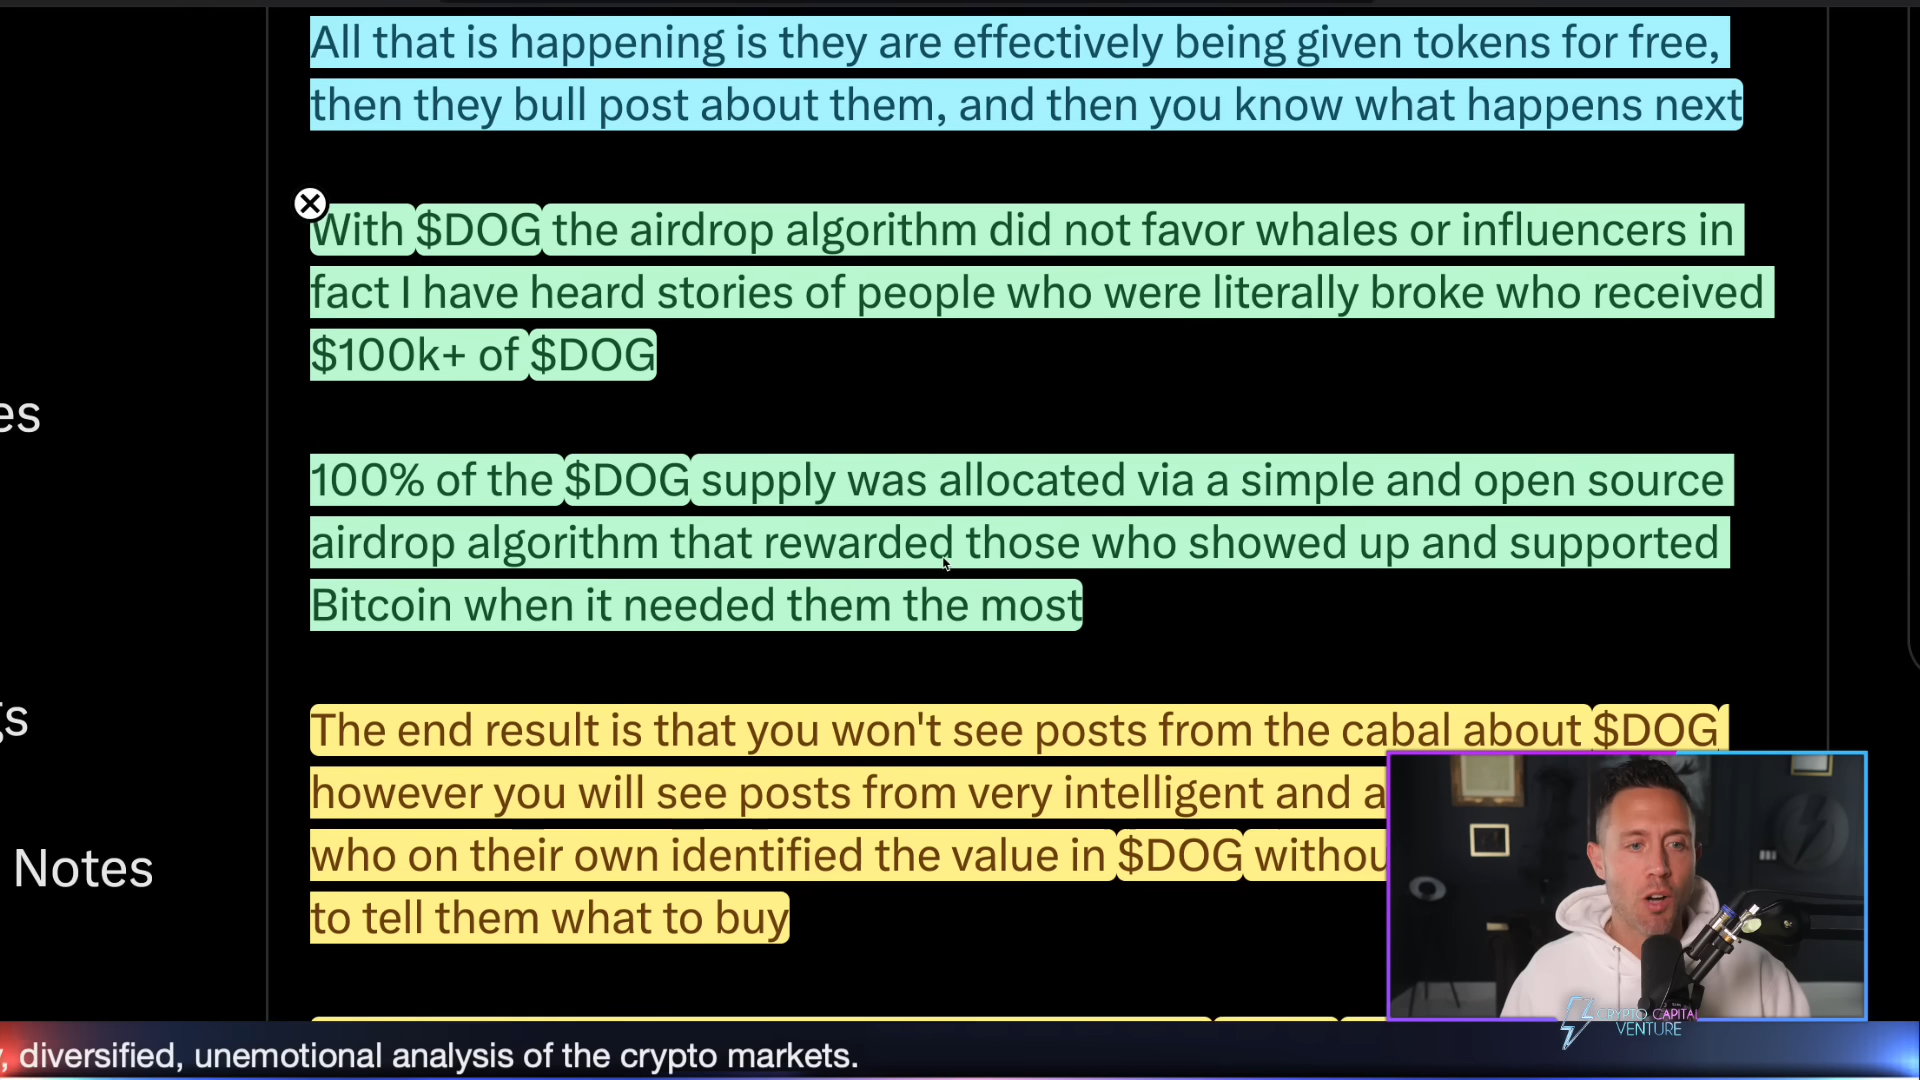 All that is happening is they are effectively being given tokens for free,
then they bull post about them, and then you know what happens next
With $DOG the airdrop algorithm did not favor whales or influencers in
fact I have heard stories of people who were literally broke who received
$100k+ of $DOG
es
100% of the $DOG supply was allocated via a simple and open source
airdrop algorithm that rewarded those who showed up and supported
Bitcoin when it needed them the most
gs
The end result is that you won't see posts from the cabal about $DOG
however you will see posts from very intelligent and a
who on their own identified the value in $DOG withou
Notes
to tell them what to buy
CRYPTO CAPITAL
VENTURE
, diversified, unemotional analysis of the crypto markets.